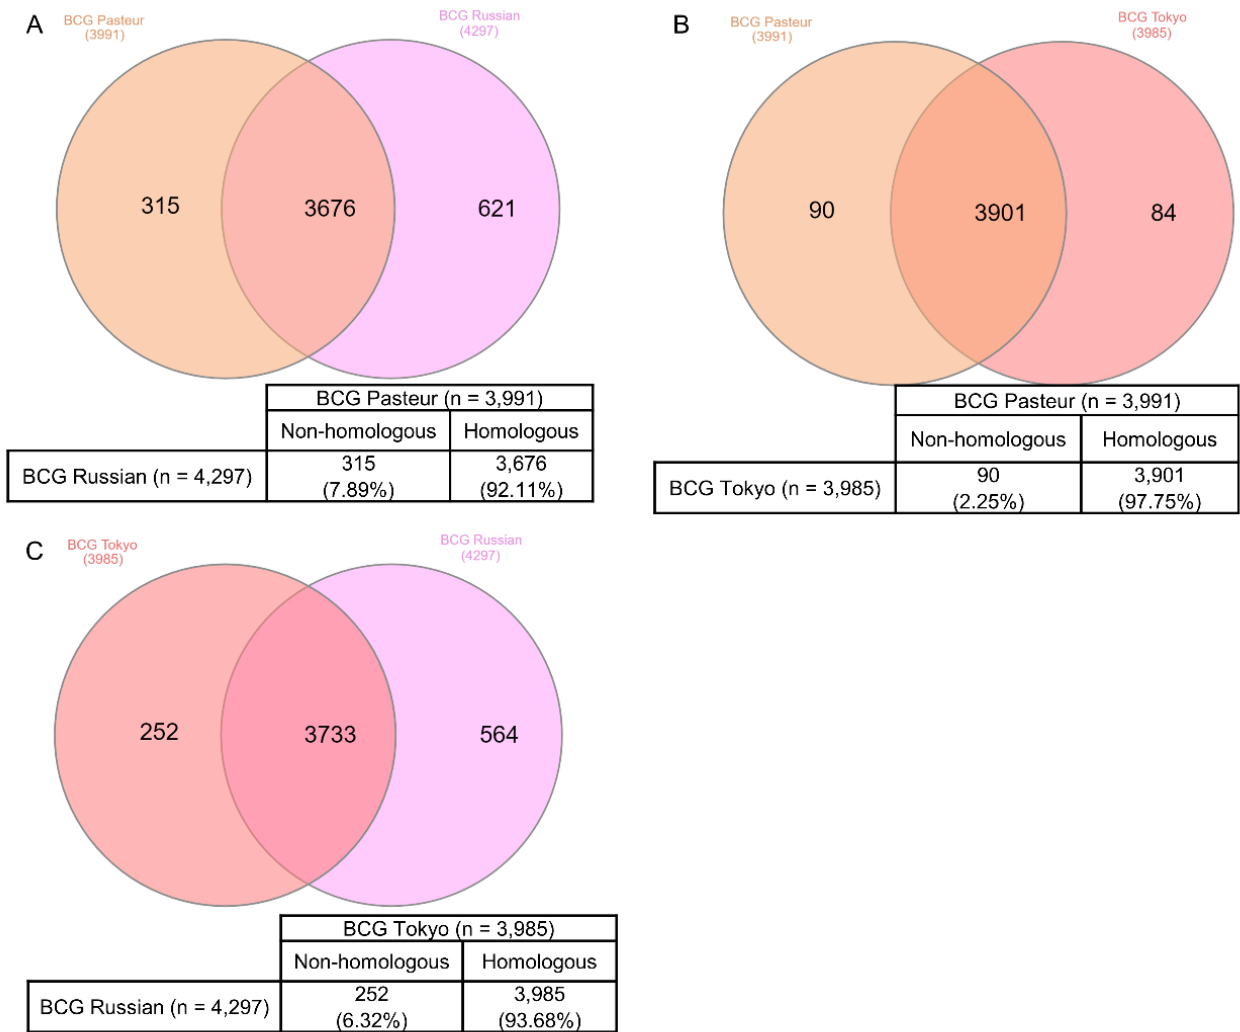 A
BCG Pasteur
(3991)
BCG Russian
(4297)
315
3676
621
BCG Pasteur (n = 3,991)
Non-homologous
Homologous
BCG Russian (n = 4,297)
315
(7.89%)
3,676
(92.11%)
B
BCG Pasteur
(3991)
BCG Tokyo
(3985)
90
3901
84
BCG Pasteur (n = 3,991)
Non-homologous
Homologous
BCG Tokyo (n = 3,985)
90
(2.25%)
3,901
(97.75%)
C
BCG Tokyo
(3985)
BCG Russian
(4297)
252
3733
564
BCG Tokyo (n = 3,985)
Non-homologous
Homologous
BCG Russian (n = 4,297)
252
(6.32%)
3,985
(93.68%)